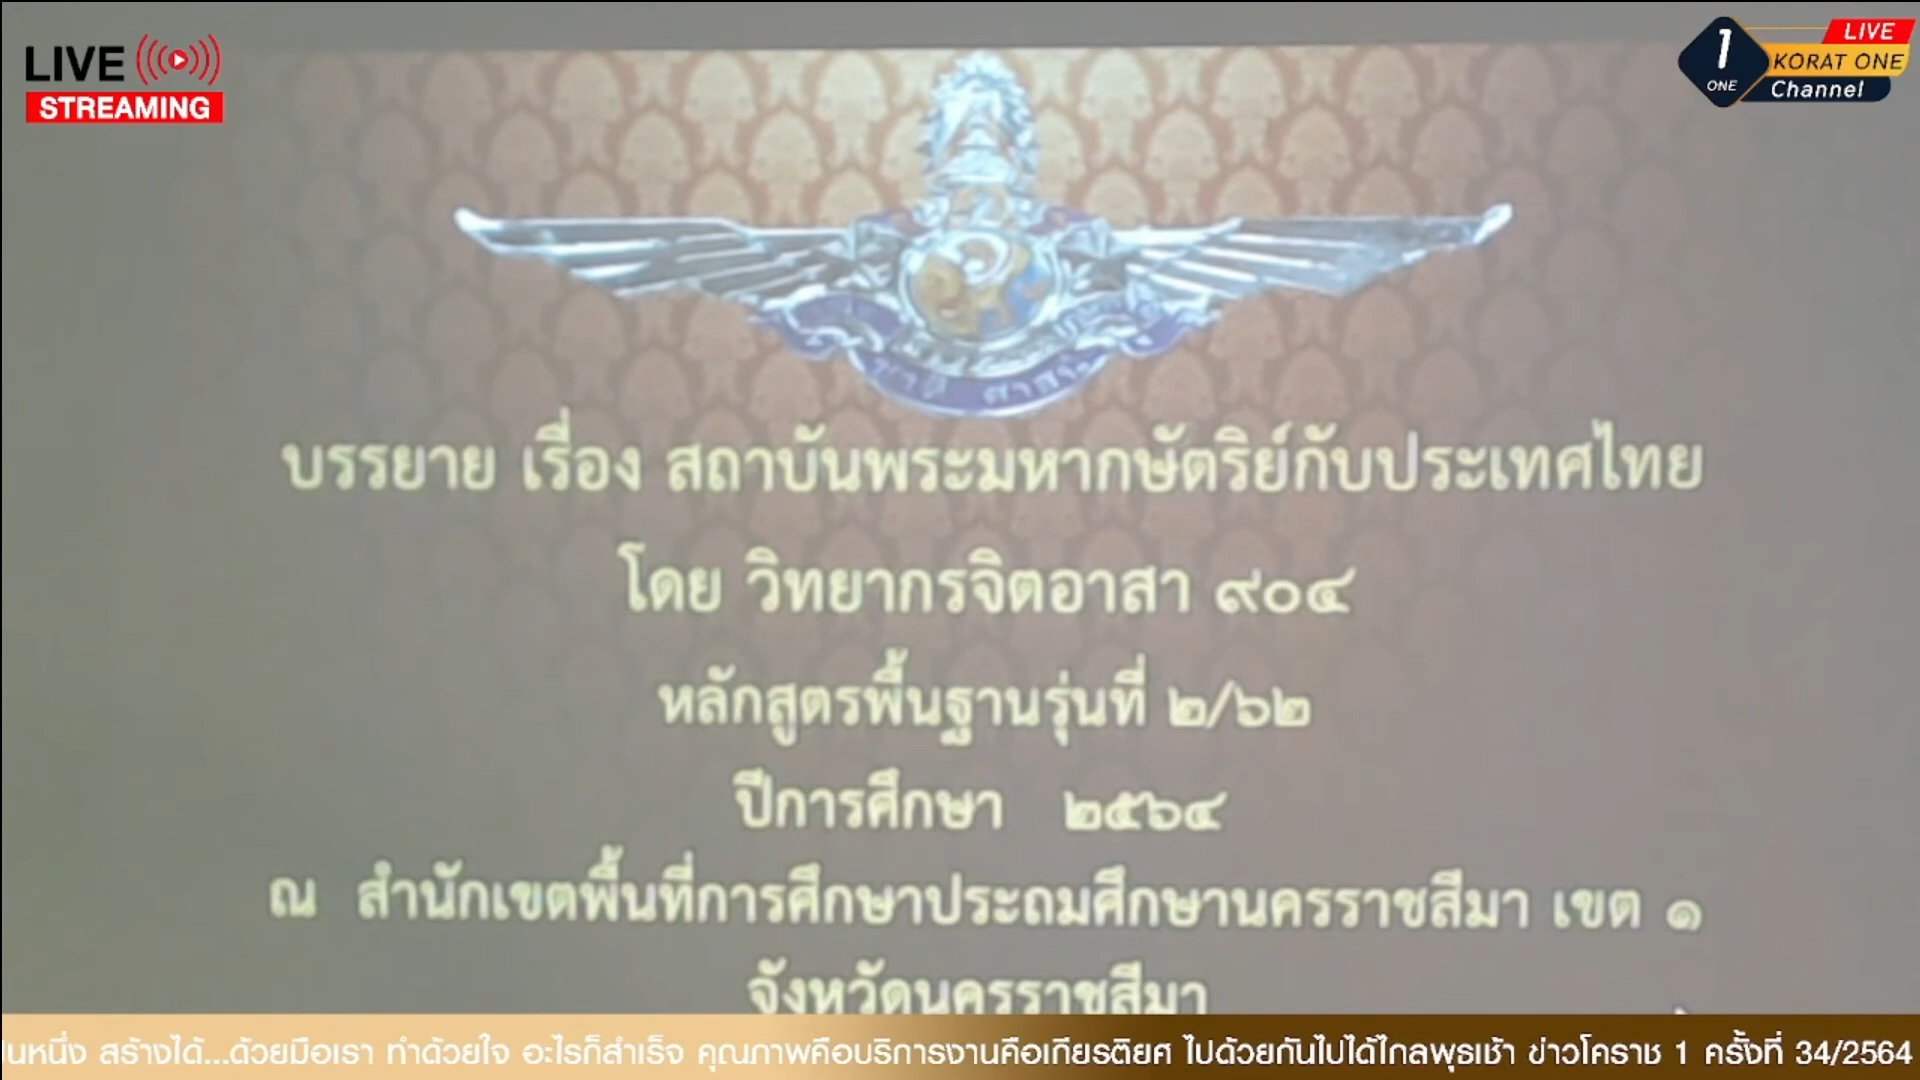 LIVE
STREAMING
1
ONE
LIVE
KORAT ONE
Channel
บรรยาย เรื่อง สถาบันพระมหากษัตริย์กับประเทศไทย
โดย วิทยากรจิตอาสา ๙๐๔
หลักสูตรพื้นฐานรุ่นที่ ๒/๖๒
ปีการศึกษา ๒๕๖๔
ณ สำนักเขตพื้นที่การศึกษาประถมศึกษานครราชสีมา เขต ๑
จังหวัดนครราชสีมา
นหนึ่ง สร้างได้...ด้วยมือเรา ทำด้วยใจ อะไรก็สำเร็จ คุณภาพคือบริการงานคือเกียรติยศ ไปด้วยกันไปได้ไกลพุธเช้า ข่าวโคราช 1 ครั้งที่ 34/2564